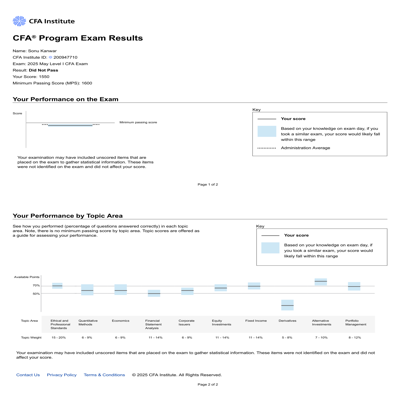 CFA Institute
CFA® Program Exam Results
Name: Sonu Kanwar
CFA Institute ID: 200947710
Exam: 2025 May Level I CFA Exam
Result: Did Not Pass
Your Score: 1550
Minimum Passing Score (MPS): 1600
Your Performance on the Exam
Score
Minimum passing score
Key
Your score
Based on your knowledge on exam day, if you
took a similar exam, your score would likely fall
within this range
Administration Average
Your examination may have included unscored items that are
placed on the exam to gather statistical information. These items
were not identified on the exam and did not affect your score.
Page 1 of 2
Your Performance by Topic Area
See how you performed (percentage of questions answered correctly) in each topic
area. Note, there is no minimum passing score by topic area. Topic scores are offered as
a guide for assessing your performance.
Key
Your score
Based on your knowledge on exam day, if you
took a similar exam, your score would likely fall
within this range
Available Points
70%
50%
Topic Area
Ethical and Professional Standards
Quantitative Methods
Economics
Financial Statement Analysis
Corporate Issuers
Equity Investments
Fixed Income
Derivatives
Alternative Investments
Portfolio Management
Topic Weight
15 - 20%
6 - 9%
6 - 9%
11 - 14%
6 - 9%
11 - 14%
11 - 14%
5 - 8%
7 - 10%
8 - 12%
Your examination may have included unscored items that are placed on the exam to gather statistical information. These items were not identified on the exam and did not
affect your score.
Contact Us Privacy Policy Terms & Conditions © 2025 CFA Institute. All Rights Reserved.
Page 2 of 2